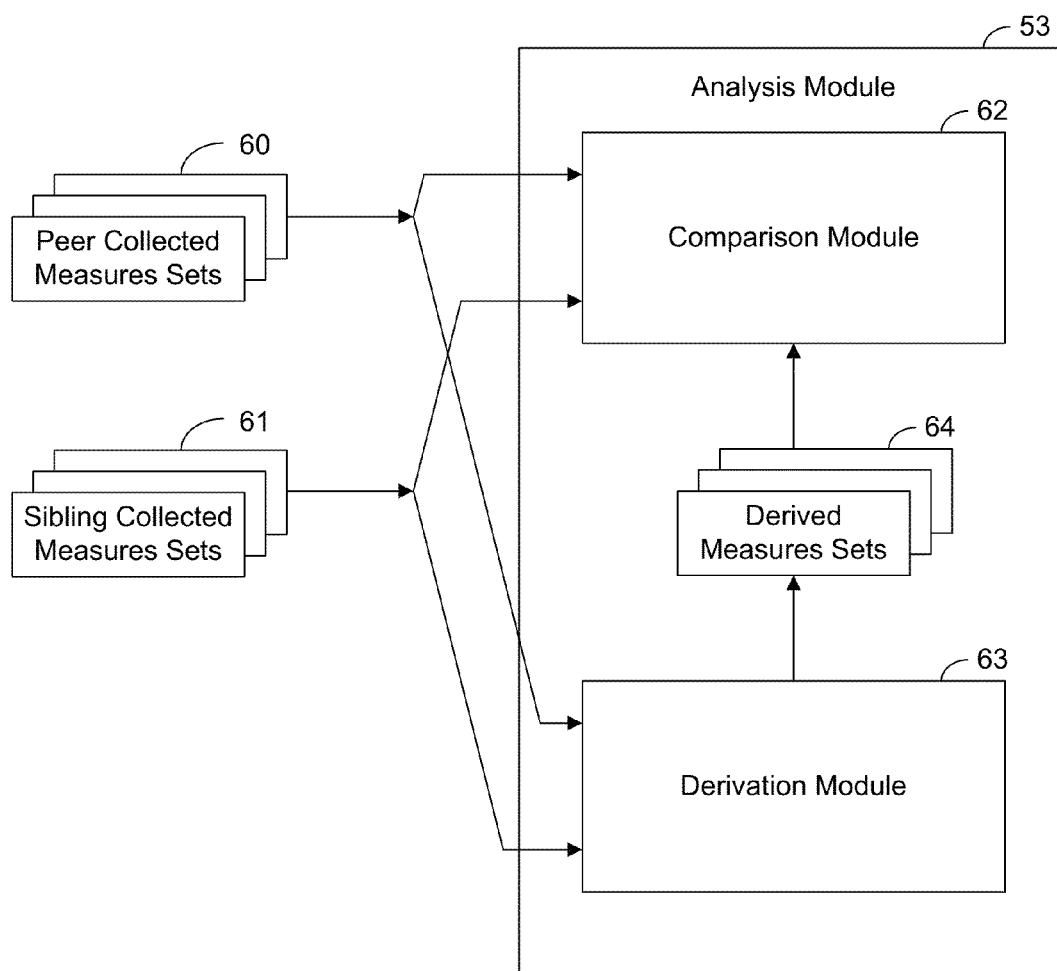 53
Analysis Module
62
60
Peer Collected
Measures Sets
Comparison Module
61
Sibling Collected
Measures Sets
64
Derived
Measures Sets
63
Derivation Module